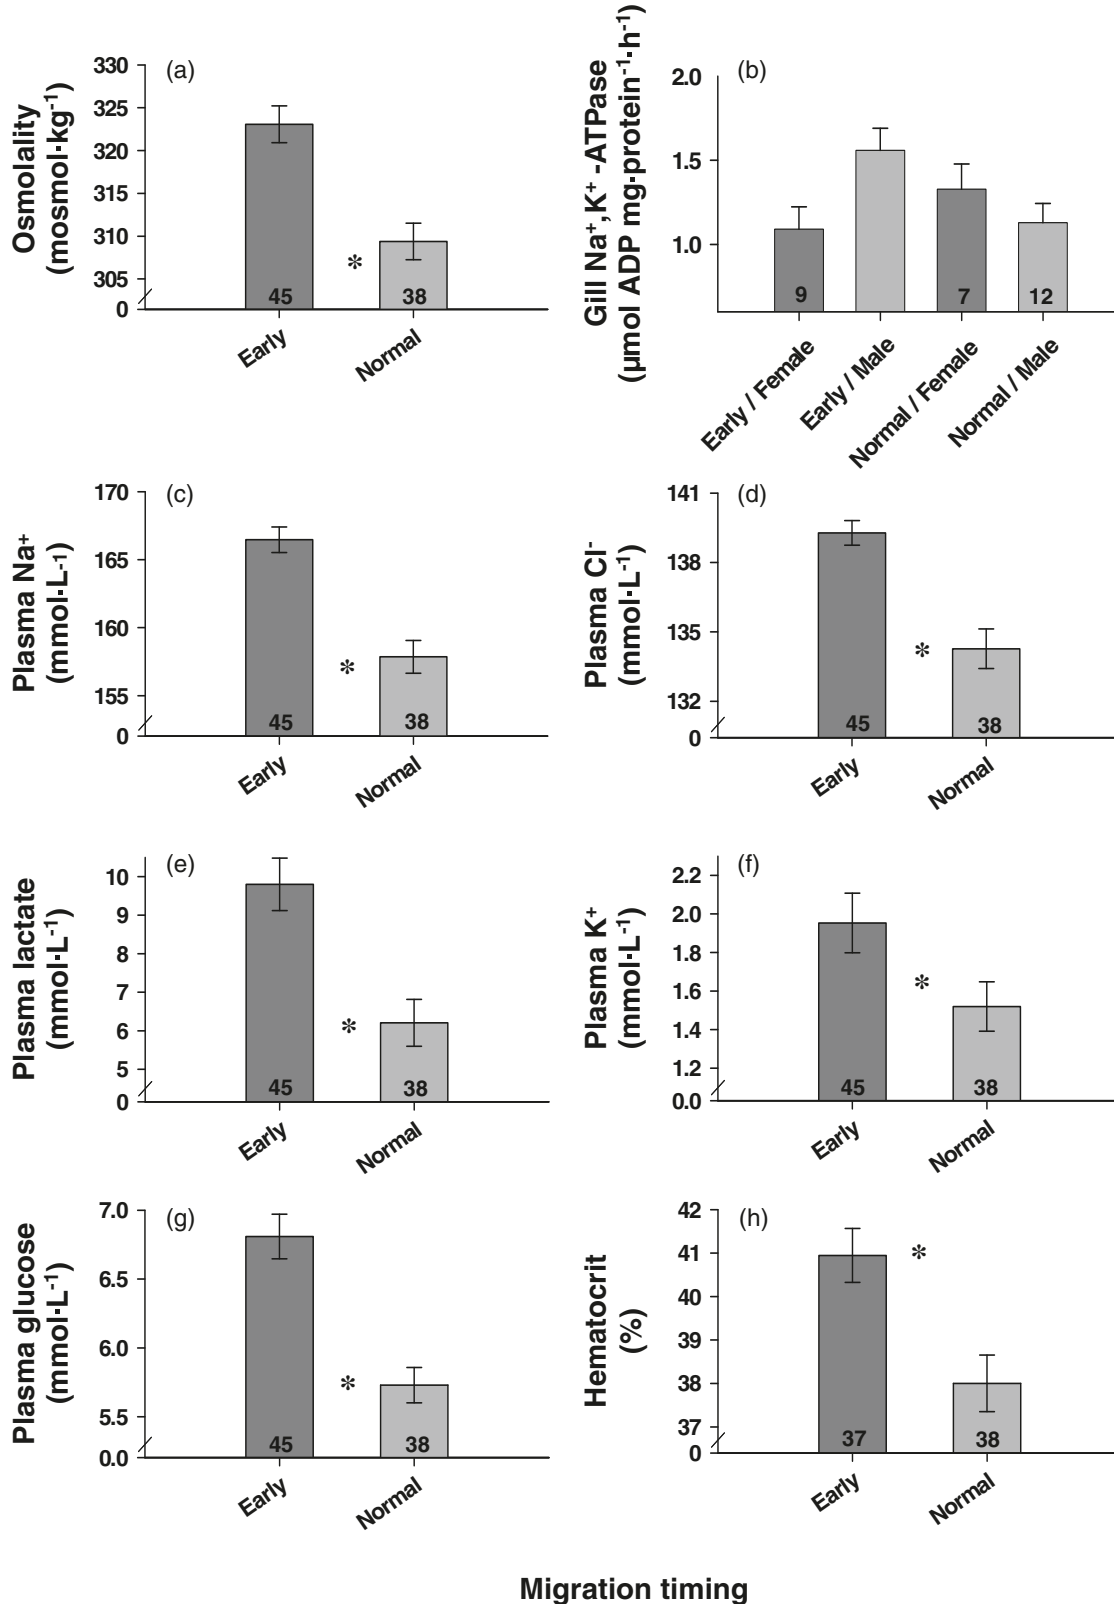 (a)
Osmolality
(mosmol·kg⁻¹)
330
325
320
310
305
0
45
*
38
Early
Normal
(b)
Gill Na⁺,K⁺ -ATPase
(µmol ADP mg·protein⁻¹·h⁻¹)
2.0
1.5
1.0
9
7
12
Early / Female
Early / Male
Normal / Female
Normal / Male
(c)
Plasma Na⁺
(mmol·L⁻¹)
170
165
160
155
0
45
*
38
Early
Normal
(d)
Plasma Cl⁻
(mmol·L⁻¹)
141
138
135
132
0
45
*
38
Early
Normal
(e)
Plasma lactate
(mmol·L⁻¹)
10
9
8
7
6
5
0
45
*
38
Early
Normal
(f)
Plasma K⁺
(mmol·L⁻¹)
2.2
2.0
1.8
1.6
1.4
1.2
0.0
45
*
38
Early
Normal
(g)
Plasma glucose
(mmol·L⁻¹)
7.0
6.5
6.0
5.5
0.0
45
*
38
Early
Normal
(h)
Hematocrit
(%)
42
41
40
39
38
37
0
37
*
38
Early
Normal
Migration timing